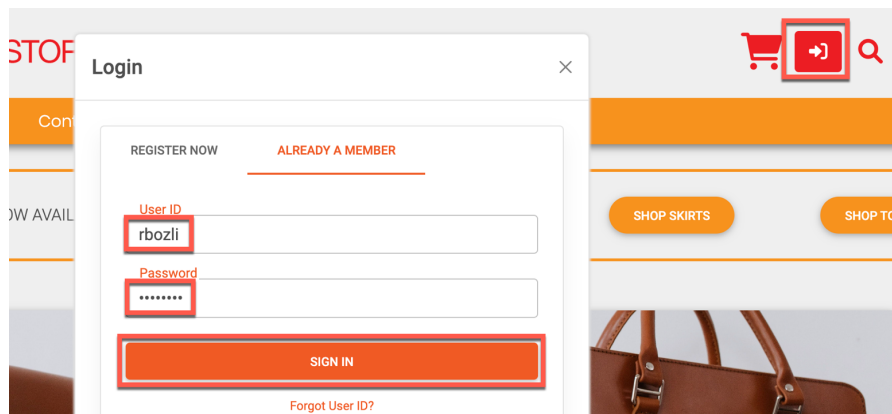 STOF
Login
Cont
REGISTER NOW
ALREADY A MEMBER
OW AVAIL
User ID
rbozli
SHOP SKIRTS
SHOP TO
Password
••••••••
SIGN IN
Forgot User ID?